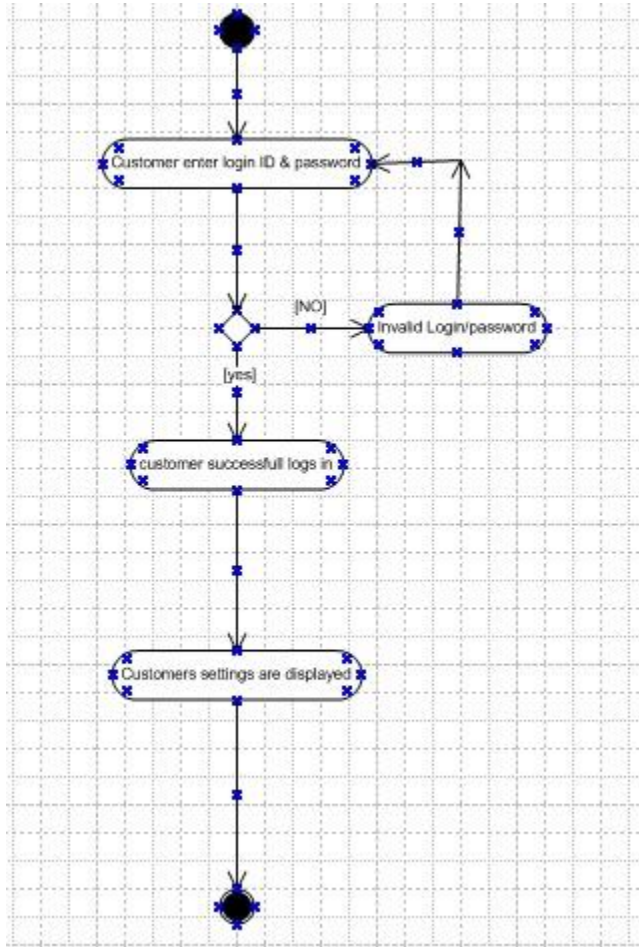 Customer enter login ID & password
[NO]
Invalid Login/password
[yes]
customer successfull logs in
Customers settings are displayed